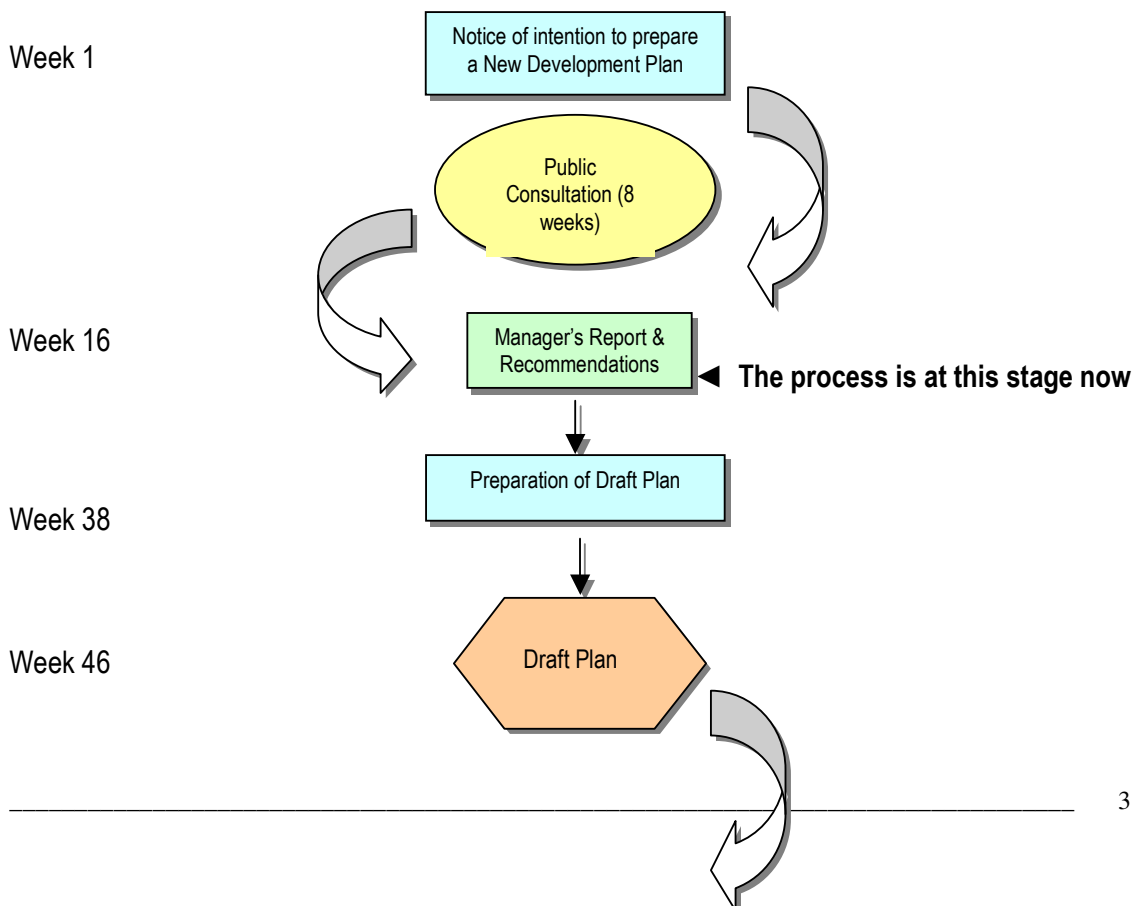 Week 1
Notice of intention to prepare
a New Development Plan
Public
Consultation (8
weeks)
Week 16
Manager’s Report &
Recommendations
The process is at this stage now
Preparation of Draft Plan
Week 38
Week 46
Draft Plan
3